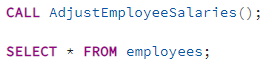 CALL AdjustEmployeeSalaries();
SELECT * FROM employees;